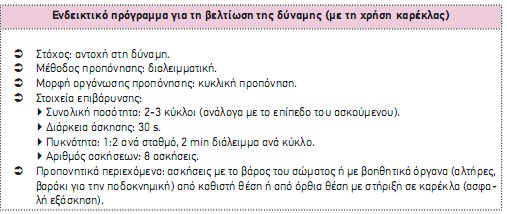 Ενδεικτικό πρόγραμμα για τη βελτίωση της δύναμης (με τη χρήση καρέκλας)
➲ Στόχος: αντοχή στη δύναμη.
➲ Μέθοδος προπόνησης: διαλειμματική.
➲ Μορφή οργάνωσης προπόνησης: κυκλική προπόνηση.
➲ Στοιχεία επιβάρυνσης:
▶ Συνολική ποσότητα: 2-3 κύκλοι (ανάλογα με το επίπεδο του ασκούμενου).
▶ Διάρκεια άσκησης: 30 s.
▶ Πυκνότητα: 1:2 ανά σταθμό, 2 min διάλειμμα ανά κύκλο.
▶ Αριθμός ασκήσεων: 8 ασκήσεις.
➲ Προπονητικά περιεχόμενα: ασκήσεις με το βάρος του σώματος ή με βοηθητικά όργανα (αλτήρες,
βαράκι για την ποδοκνημική) από καθιστή θέση ή από όρθια θέση με στήριξη σε καρέκλα (ασφα-
λή εξάσκηση).